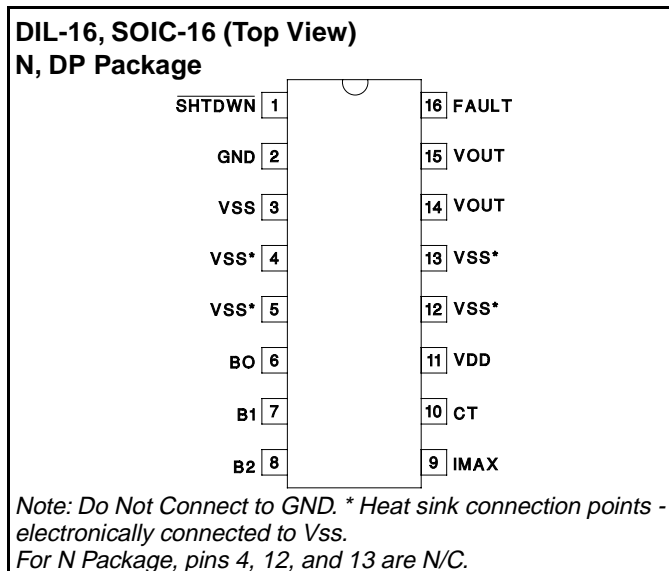 DIL-16, SOIC-16 (Top View)
N, DP Package
SHTDWN 1
16 FAULT
GND 2
15 VOUT
VSS 3
14 VOUT
VSS* 4
13 VSS*
VSS* 5
12 VSS*
BO 6
11 VDD
B1 7
10 CT
B2 8
9 IMAX
Note: Do Not Connect to GND. * Heat sink connection points -
electronically connected to Vss.
For N Package, pins 4, 12, and 13 are N/C.